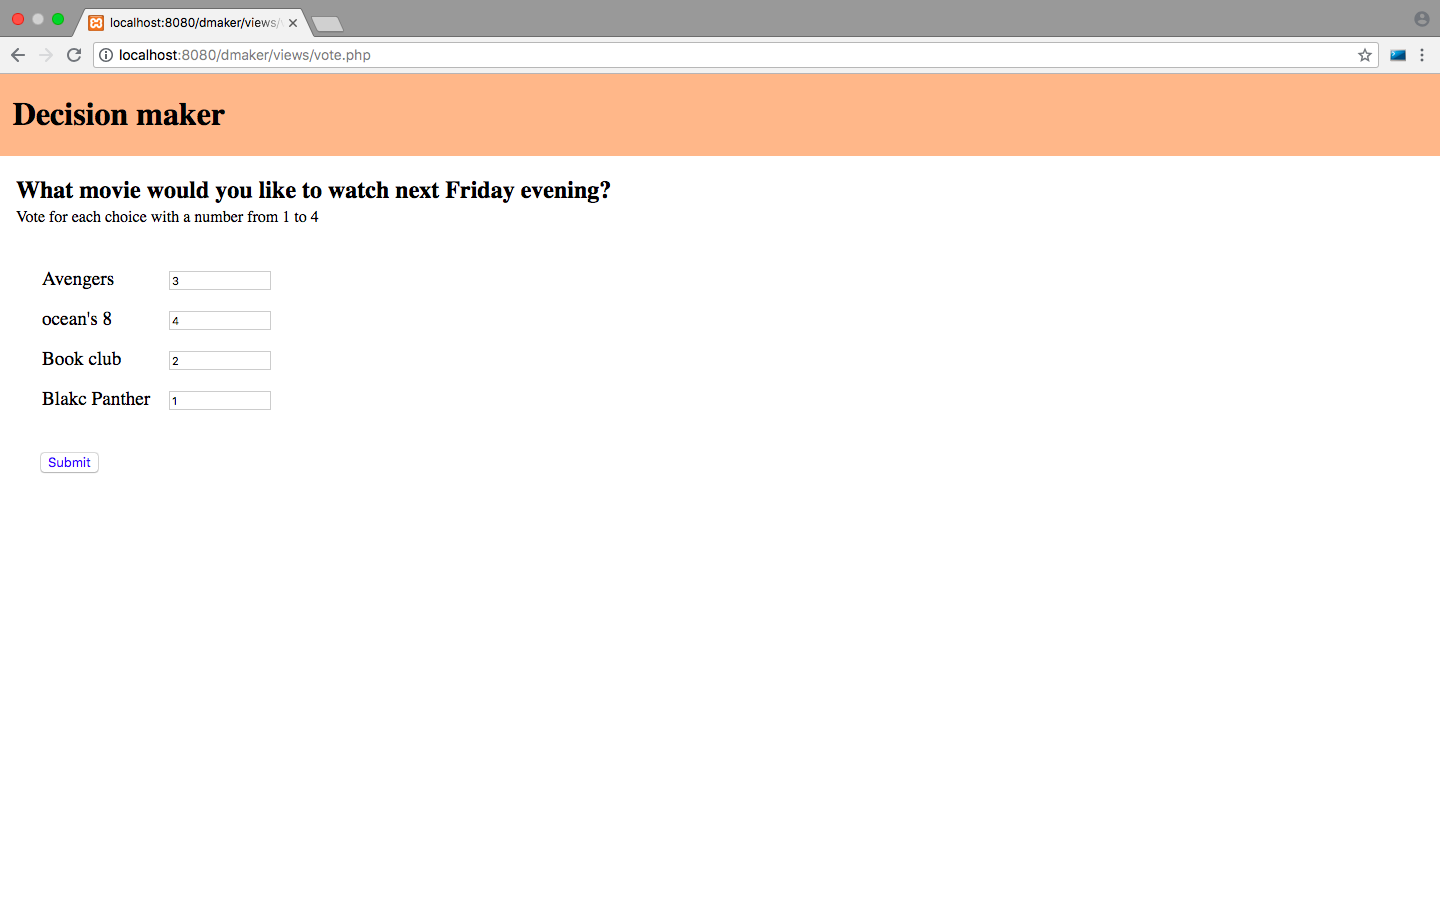 localhost:8080/dmaker/views/
localhost:8080/dmaker/views/vote.php
Decision maker
What movie would you like to watch next Friday evening?
Vote for each choice with a number from 1 to 4
Avengers 3
ocean's 8 4
Book club 2
Blakc Panther 1
Submit